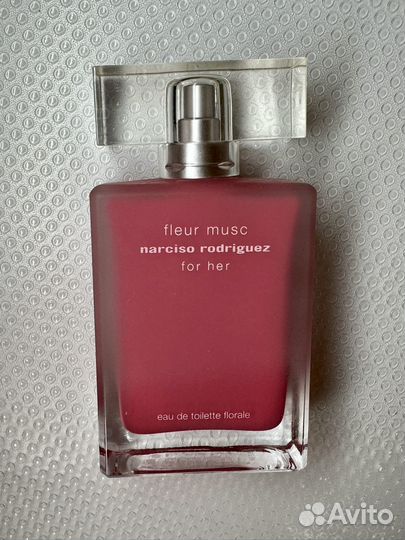 fleur musc
narciso rodriguez
for her
eau de toilette florale
Avito